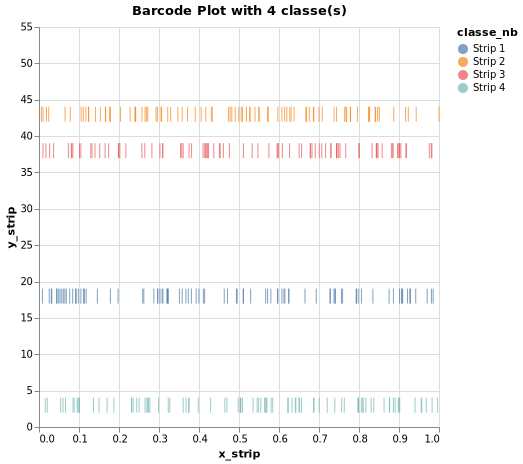 Barcode Plot with 4 classe(s)
classe_nb
Strip 1
Strip 2
Strip 3
Strip 4
y_strip
55
50
45
40
35
30
25
20
15
10
5
0
0.0 0.1 0.2 0.3 0.4 0.5 0.6 0.7 0.8 0.9 1.0
x_strip